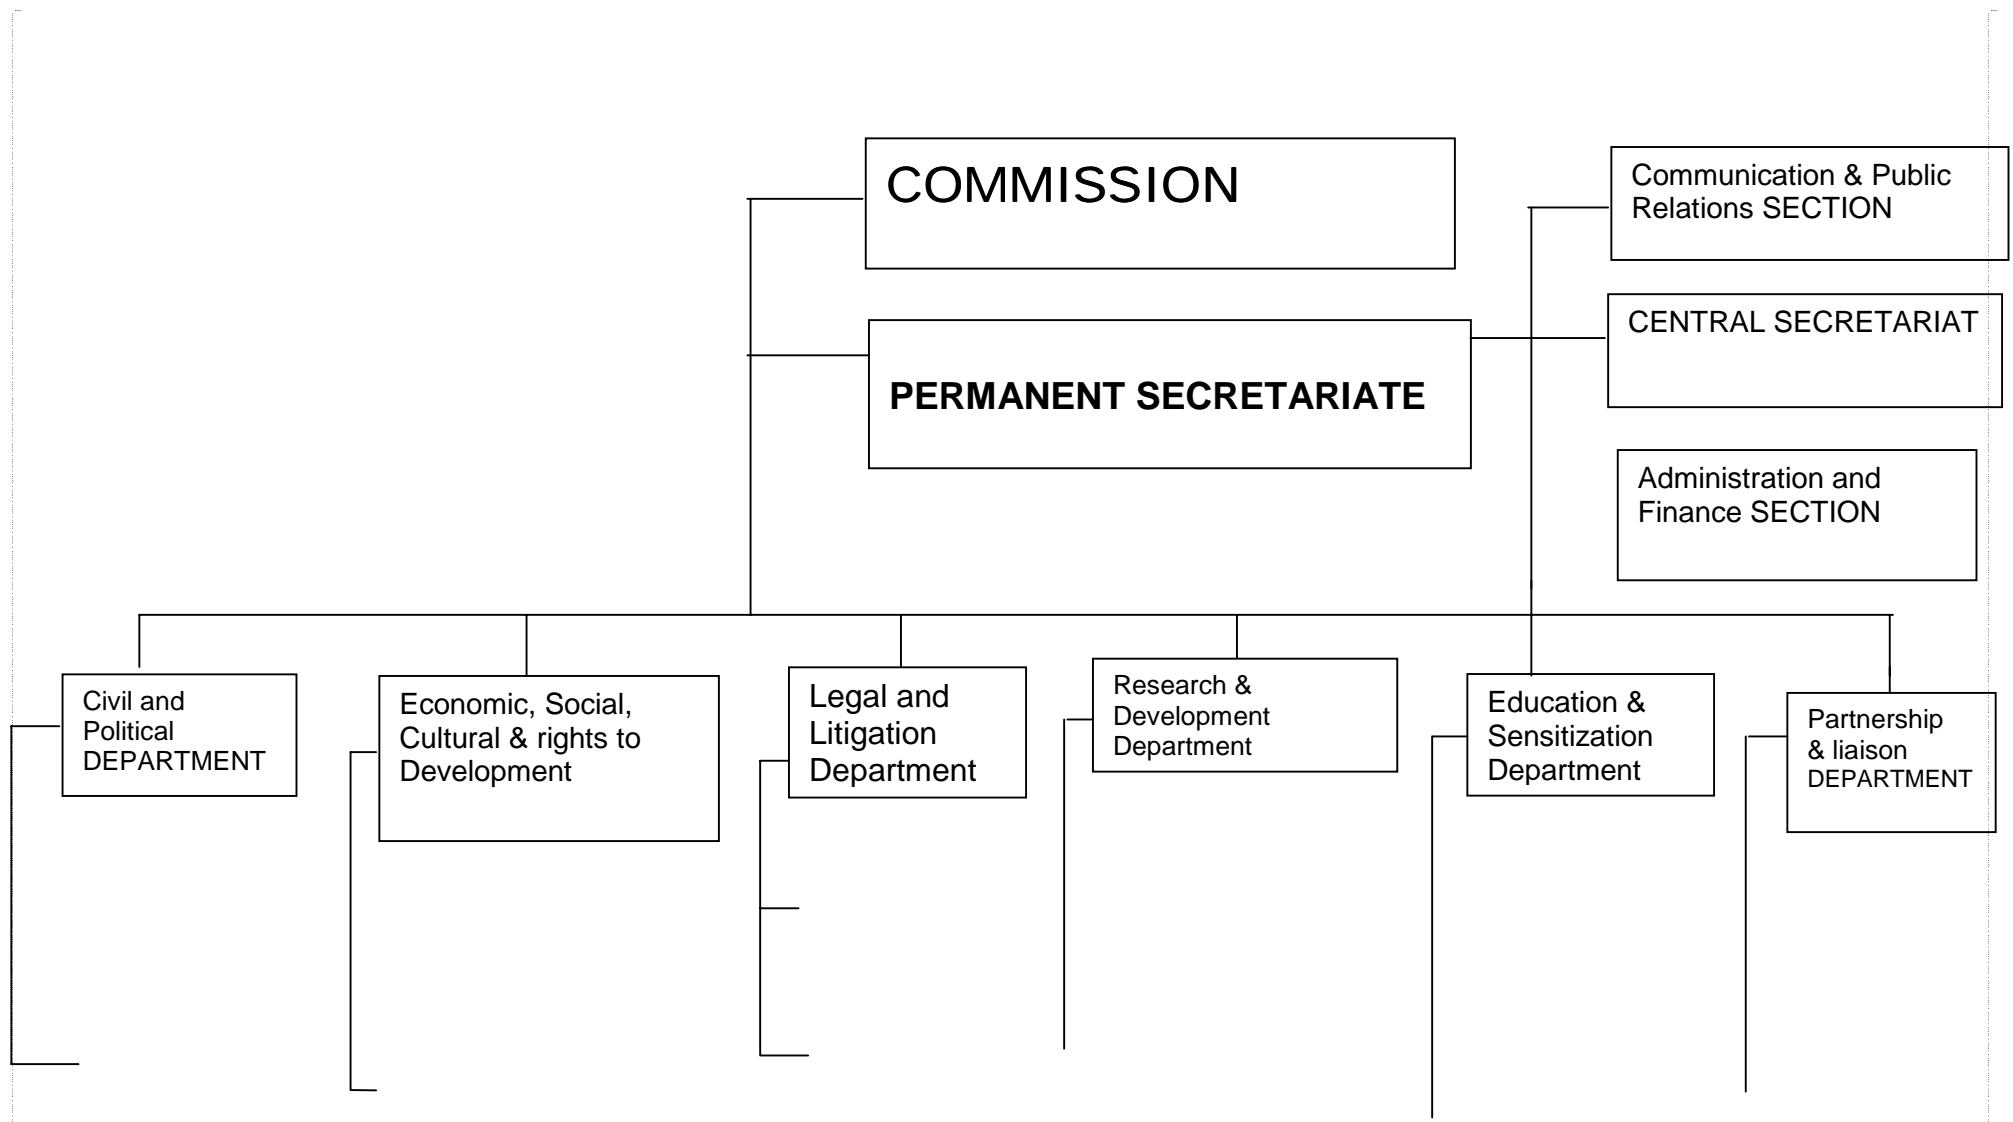 COMMISSION
Communication & Public
Relations SECTION
CENTRAL SECRETARIAT
PERMANENT SECRETARIATE
Administration and
Finance SECTION
Civil and
Political
DEPARTMENT
Economic, Social,
Cultural & rights to
Development
Legal and
Litigation
Department
Research &
Development
Department
Education &
Sensitization
Department
Partnership
& liaison
DEPARTMENT